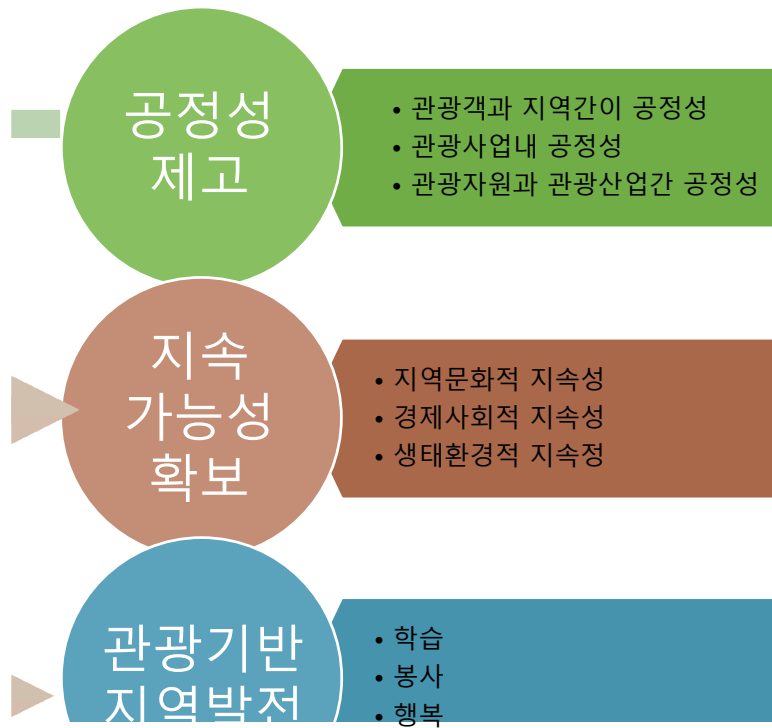 공정성
제고
• 관광객과 지역간이 공정성
• 관광사업내 공정성
• 관광자원과 관광산업간 공정성
지속
가능성
확보
• 지역문화적 지속성
• 경제사회적 지속성
• 생태환경적 지속정
관광기반
지역발전
• 학습
• 봉사
• 행복